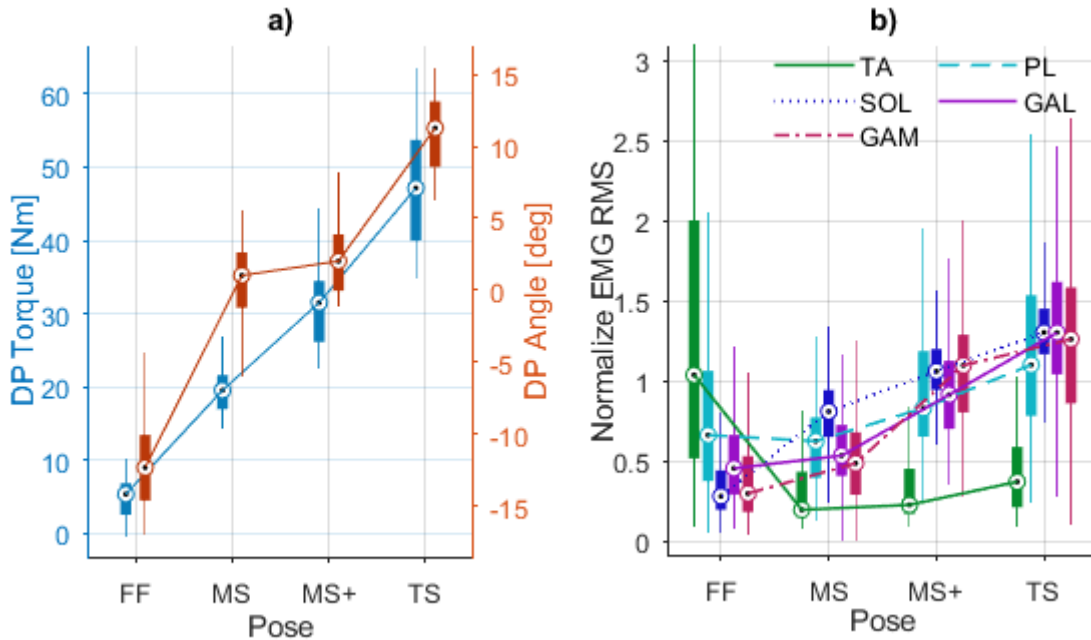 a)
DP Torque [Nm]
60
50
40
30
20
10
0
DP Angle [deg]
15
10
5
0
-5
-10
-15
FF MS MS+ TS
Pose
b)
Normalize EMG RMS
3
2.5
2
1.5
1
0.5
0
TA PL
SOL GAL
GAM
FF MS MS+ TS
Pose